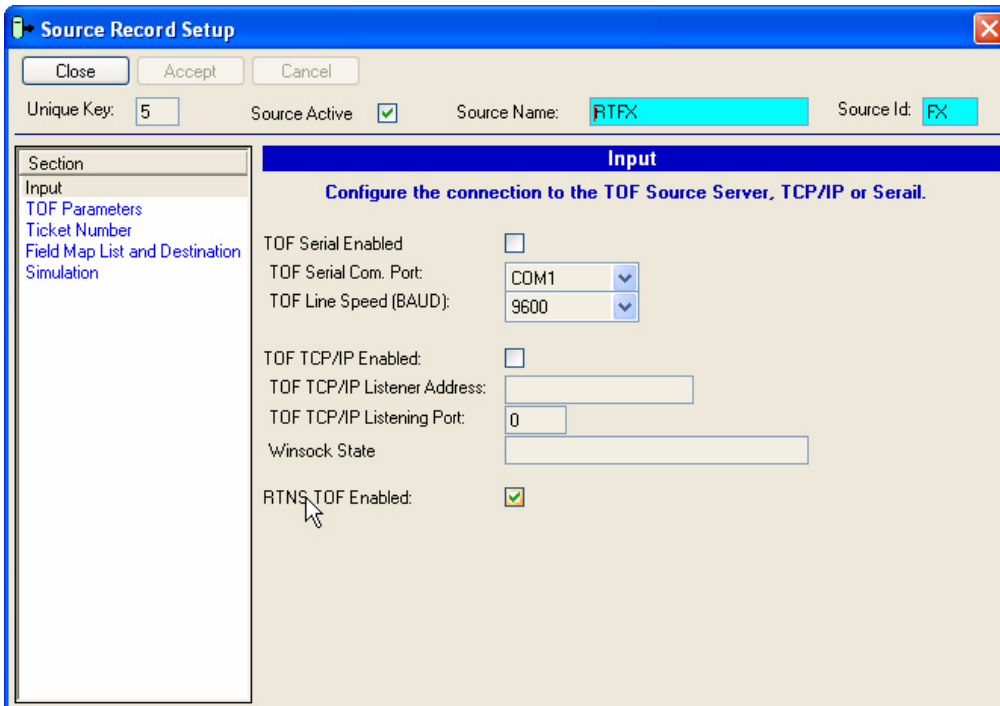 Source Record Setup
Close Accept Cancel
Unique Key: 5 Source Active Source Name: RTFX Source Id: FX
Section
Input
TOF Parameters
Ticket Number
Field Map List and Destination
Simulation
Input
Configure the connection to the TOF Source Server, TCP/IP or Serail.
TOF Serial Enabled
TOF Serial Com. Port: COM1
TOF Line Speed (BAUD): 9600
TOF TCP/IP Enabled:
TOF TCP/IP Listener Address:
TOF TCP/IP Listening Port: 0
Winsock State
RTNS TOF Enabled: